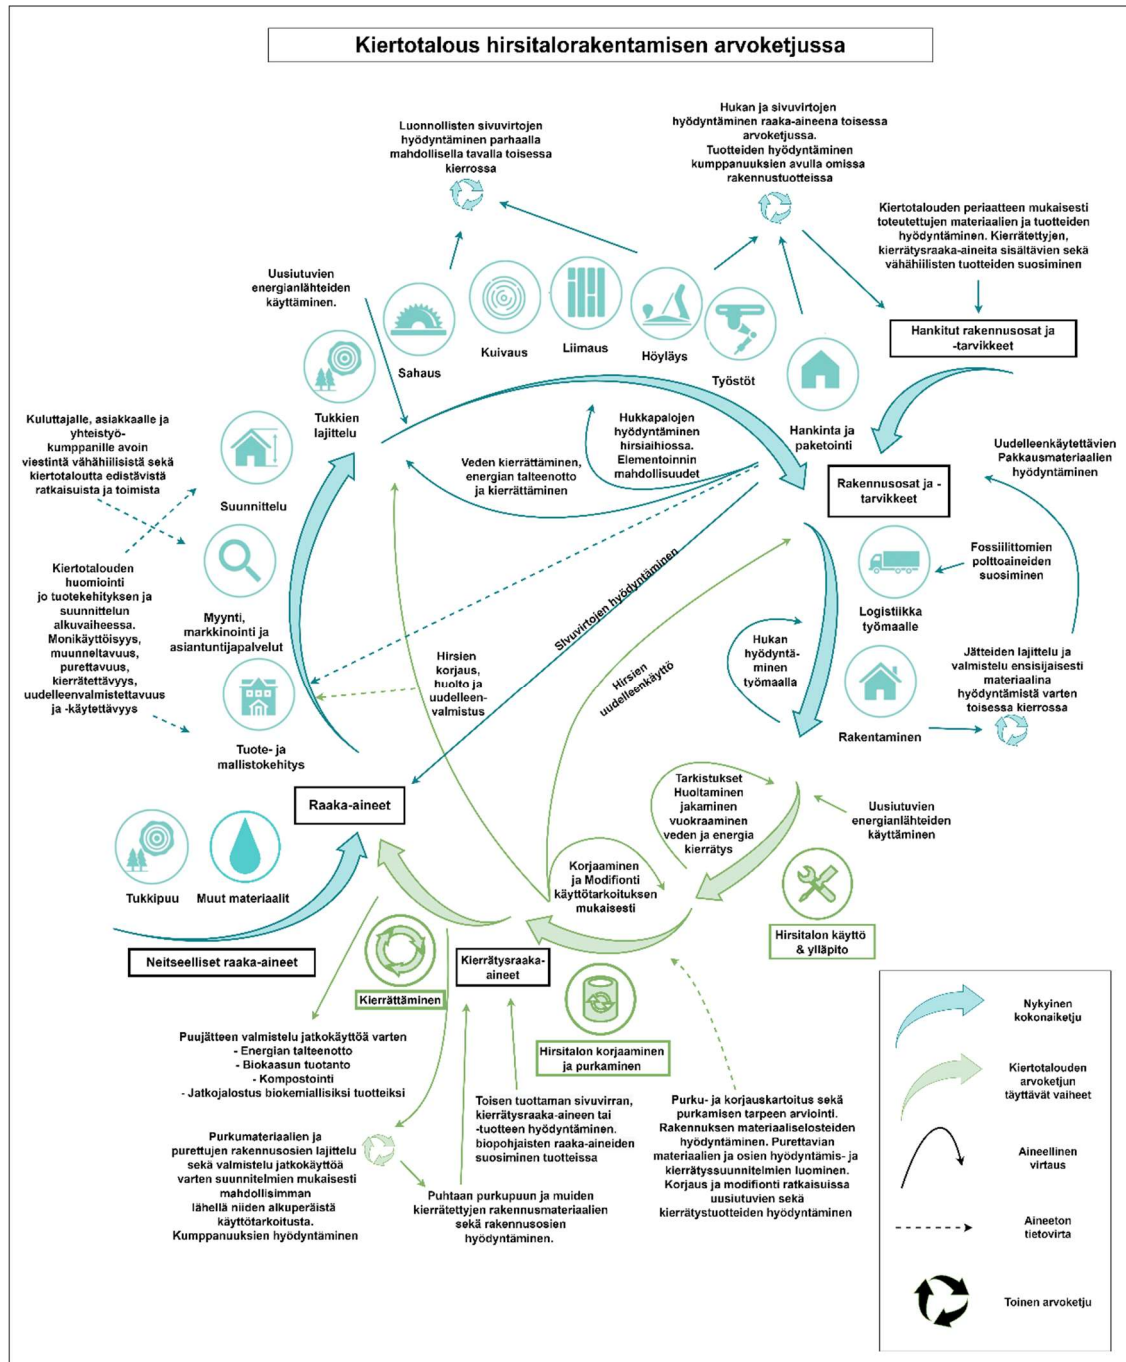 Kiertotalous hirsitalorakentamisen arvoketjussa
Luonnollisten sivuvirtojen
hyödyntäminen parhaalla
mahdollisella tavalla toisessa
kierrossa
Hukan ja sivuvirtojen
hyödyntäminen raaka-aineena toisessa
arvoketjussa.
Tuotteiden hyödyntäminen
kumppanuuksien avulla omissa
rakennustuotteissa
Kiertotalouden periaatteen mukaisesti
toteutettujen materiaalien ja tuotteiden
hyödyntäminen. Kierrätettyjen,
kierrätysraaka-aineita sisältävien sekä
vähähiilisten tuotteiden suosiminen
Uusiutuvien
energianlähteiden
käyttäminen.
Hankitut rakennusosat ja
-tarvikkeet
Sahaus
Kuivaus
Liimaus
Höyläys
Työstöt
Hankinta ja
paketointi
Tukkien
lajittelu
Kuluttajalle, asiakkaalle ja
yhteistyö-
kumppanille avoin
viestintä vähähiilisistä sekä
kiertotaloutta edistävistä
ratkaisuista ja toimista
Suunnittelu
Veden kierrättäminen,
energian talteenotto
ja kierrättäminen
Hukkapalojen
hyödyntäminen
hirsiaihiossa.
Elementoinnin
mahdollisuudet
Uudelleenkäytettävien
Pakkausmateriaalien
hyödyntäminen
Rakennusosat ja -
tarvikkeet
Kiertotalouden
huomiointi
jo tuotekehityksen ja
suunnittelun
alkuvaiheessa.
Monikäyttöisyys,
muunneltavuus,
purettavuus,
kierrätettävyys,
uudelleenvalmistettavuus
ja -käytettävyys
Myynti,
markkinointi ja
asiantuntijapalvelut
Fossiilittomien
polttoaineiden
suosiminen
Logistiikka
työmaalle
Sivuvirtojen hyödyntäminen
Hirsien
uudelleenkäyttö
Hirsien
korjaus,
huolto ja
uudelleen-
valmistus
Hukan
hyödyntä-
minen
työmaalla
Jätteiden lajittelu ja
valmistelu ensisijaisesti
materiaalina
hyödyntämistä varten
toisessa kierrossa
Rakentaminen
Tuote- ja
mallistokehitys
Raaka-aineet
Tarkistukset
Huoltaminen
jakaminen
vuokraaminen
veden ja energia
kierrätys
Uusiutuvien
energianlähteiden
käyttäminen
Tukkipuu
Muut materiaalit
Korjaaminen
ja Modifionti
käyttötarkoituksen
mukaisesti
Hirsitalon käyttö
& ylläpito
Neitseelliset raaka-aineet
Kierrätysraaka-
aineet
Kierrättäminen
Hirsitalon korjaaminen
ja purkaminen
Puujätteen valmistelu jatkokäyttöä varten
- Energian talteenotto
- Biokaasun tuotanto
- Kompostointi
- Jatkojalostus biokemiallisiksi tuotteiksi
Toisen tuottaman sivuvirran,
kierrätysraaka-aineen tai
-tuotteen hyödyntäminen.
biopohjaisten raaka-aineiden
suosiminen tuotteissa
Purku- ja korjauskartoitus sekä
purkamisen tarpeen arviointi.
Rakennuksen materiaaliselosteiden
hyödyntäminen. Purettavian
materiaalien ja osien hyödyntämis- ja
kierrätyssuunnitelmien luominen.
Korjaus ja modifionti ratkaisuissa
uusiutuvien sekä
kierrätystuotteiden hyödyntäminen
Purkumateriaalien ja
purettujen rakennusosien lajittelu
sekä valmistelu jatkokäyttöä
varten suunnitelmien mukaisesti
mahdollisimman
lähellä niiden alkuperäistä
käyttötarkoitusta.
Kumppanuuksien hyödyntäminen
Puhtaan purkupuun ja muiden
kierrätettyjen rakennusmateriaalien
sekä rakennusosien
hyödyntäminen.
Nykyinen
kokonaiketju
Kiertotalouden
arvoketjun
täyttävät vaiheet
Aineellinen
virtaus
Aineeton
tietovirta
Toinen arvoketju